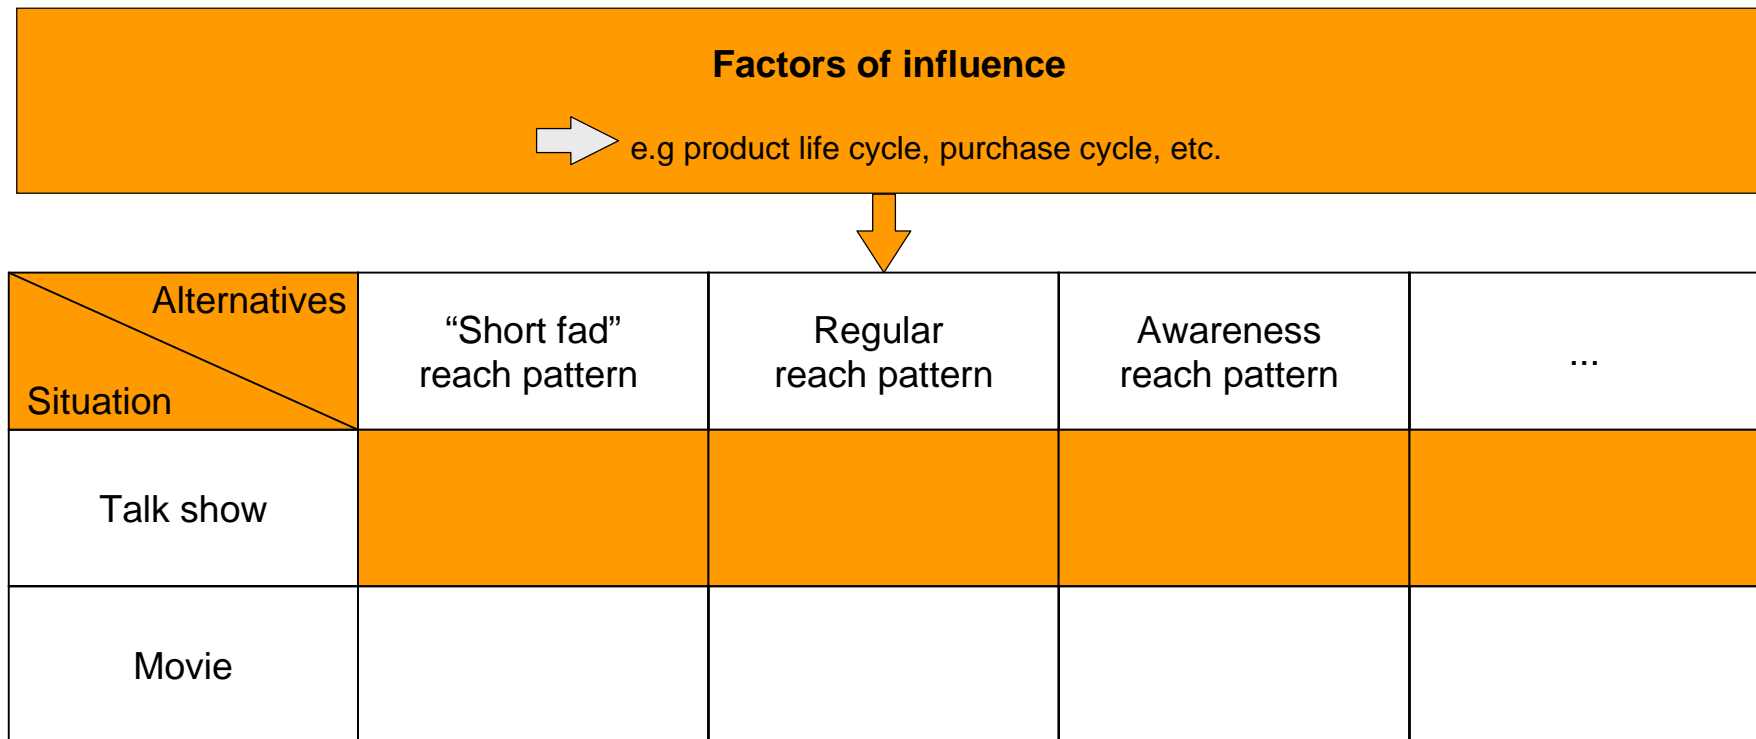 Factors of influence
e.g product life cycle, purchase cycle, etc.
Alternatives
Situation
“Short fad”
reach pattern
Regular
reach pattern
Awareness
reach pattern
...
Talk show
Movie